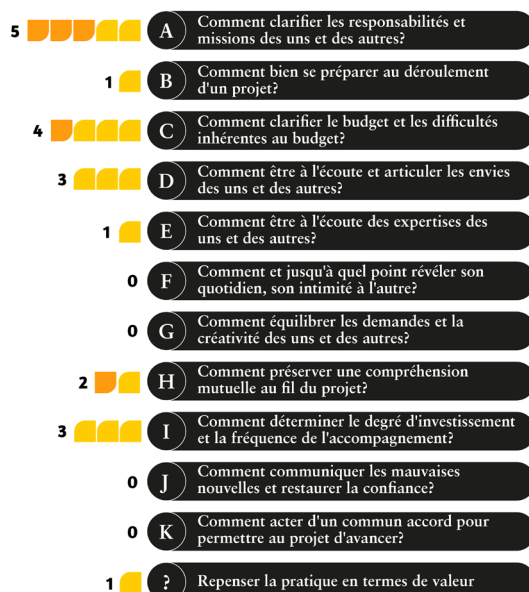 5 A Comment clarifier les responsabilités et
missions des uns et des autres?
1 B Comment bien se préparer au déroulement
d'un projet?
4 C Comment clarifier le budget et les difficultés
inhérentes au budget?
3 D Comment être à l'écoute et articuler les envies
des uns et des autres?
1 E Comment être à l'écoute des expertises des
uns et des autres?
0 F Comment et jusqu'à quel point révéler son
quotidien, son intimité à l'autre?
0 G Comment équilibrer les demandes et la
créativité des uns et des autres?
2 H Comment préserver une compréhension
mutuelle au fil du projet?
3 I Comment déterminer le degré d'investissement
et la fréquence de l'accompagnement?
0 J Comment communiquer les mauvaises
nouvelles et restaurer la confiance?
0 K Comment acter d'un commun accord pour
permettre au projet d'avancer?
1 ? Repenser la pratique en termes de valeur